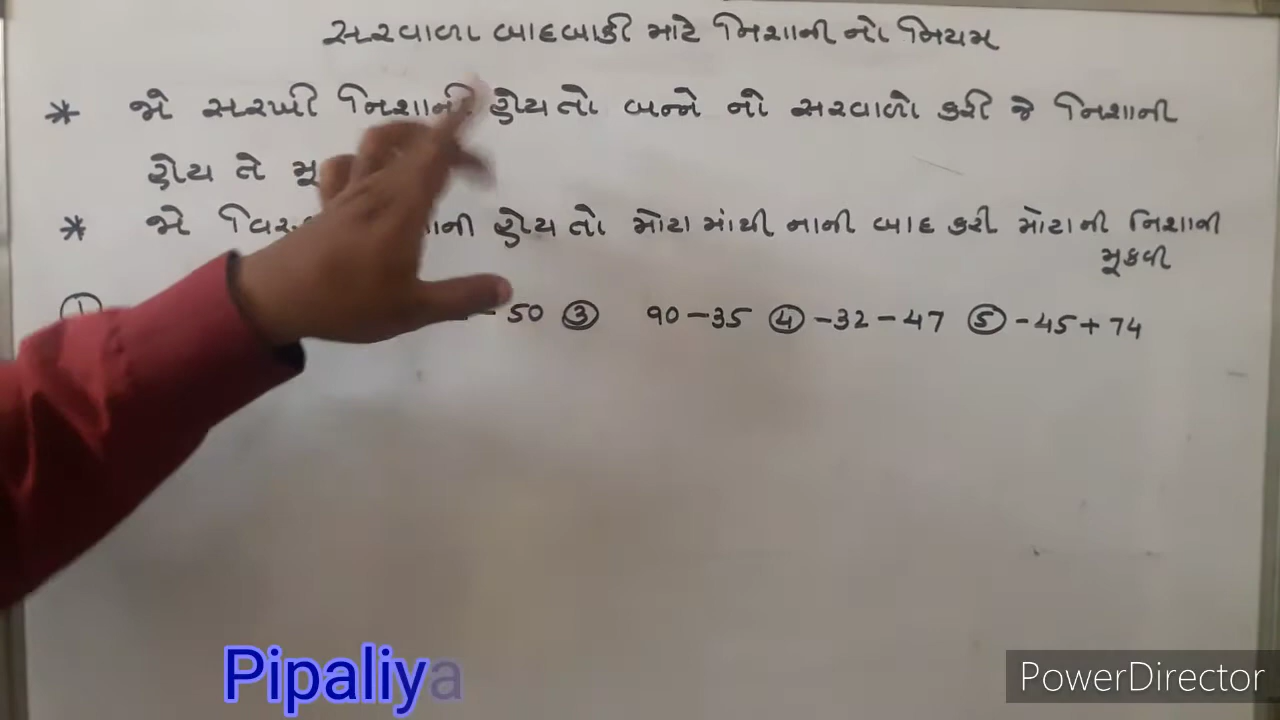 સરવાળા બાદબાકી માટે નિશાની નો નિયમ
* જો સરખી નિશાની હોય તો બન્ને નો સરવાળો કરી જે નિશાની
હોય તે
* જો હોય તો મોટા માંથી નાની બાદ કરી મોટા ની નિશાની
મૂકવી
① - 50 ③ 90 - 35 ④ - 32 - 47 ⑤ - 45 + 74
Pipaliya
PowerDirector